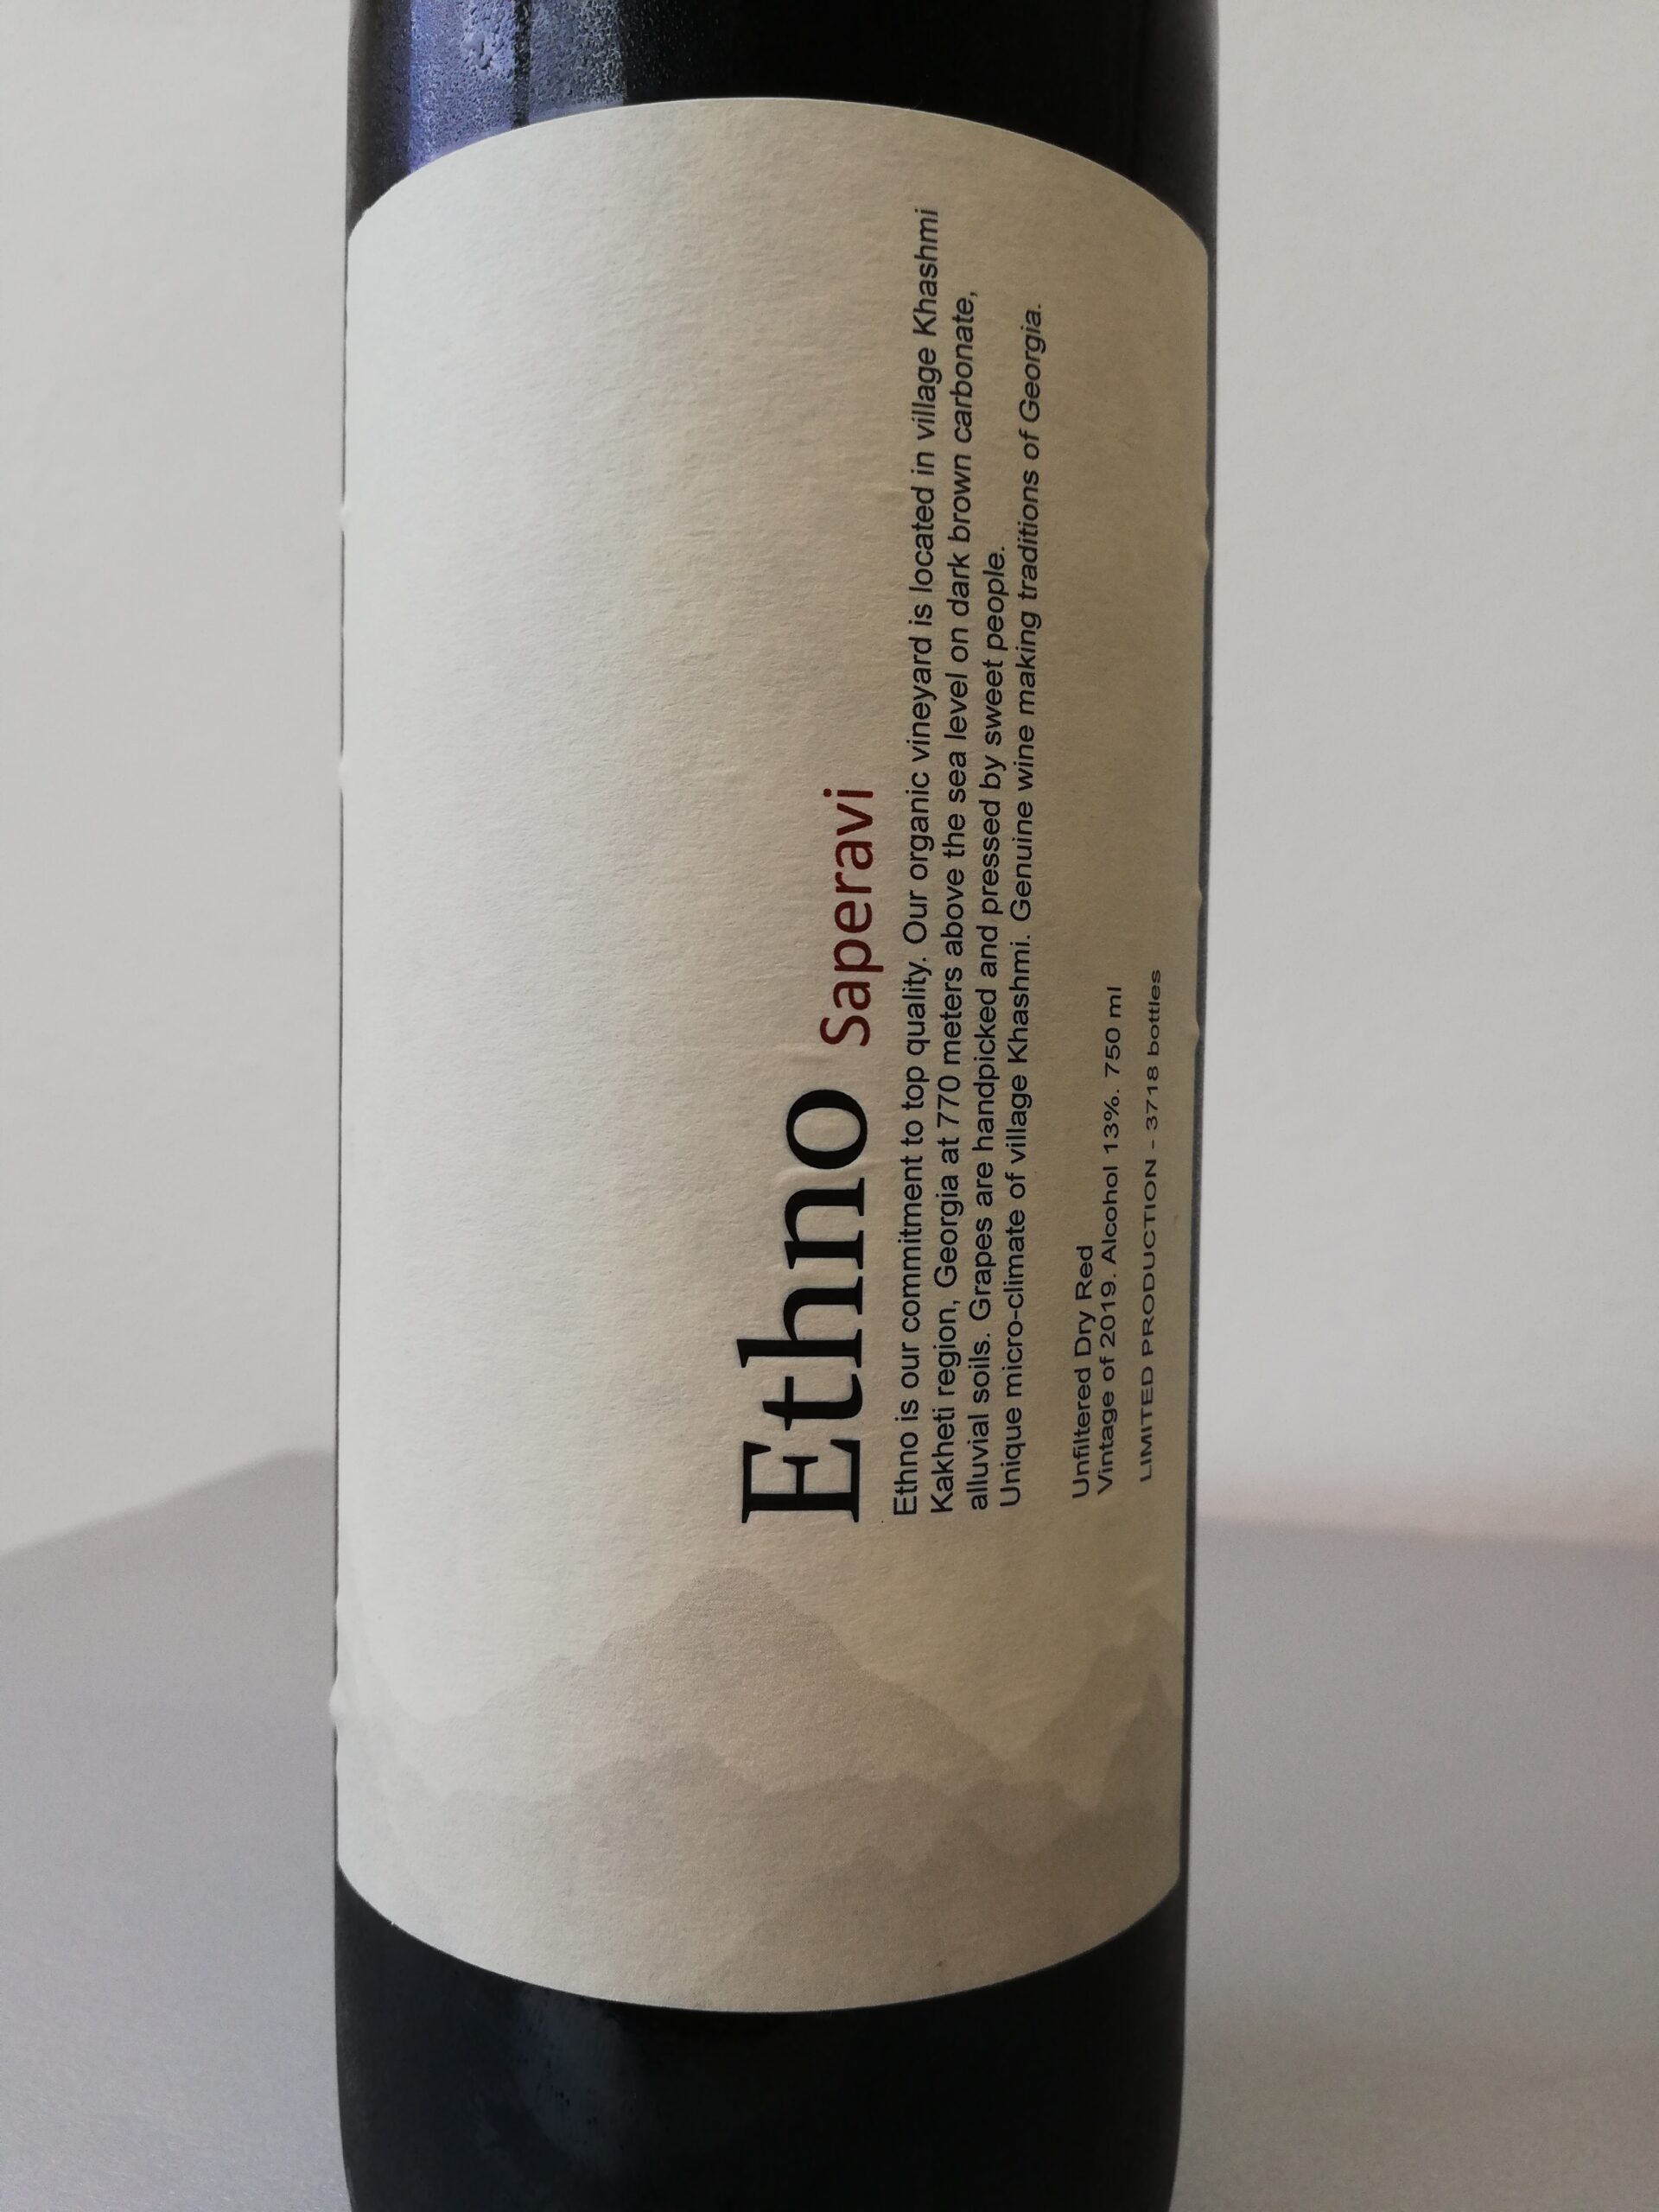 Ethno Saperavi
Ethno is our commitment to top quality. Our organic vineyard is located in village Khashmi
Kakheti region, Georgia at 770 meters above the sea level on dark brown carbonate,
alluvial soils. Grapes are handpicked and pressed by sweet people.
Unique micro-climate of village Khashmi. Genuine wine making traditions of Georgia.
Unfiltered Dry Red
Vintage of 2019. Alcohol 13%. 750 ml
LIMITED PRODUCTION - 3718 bottles